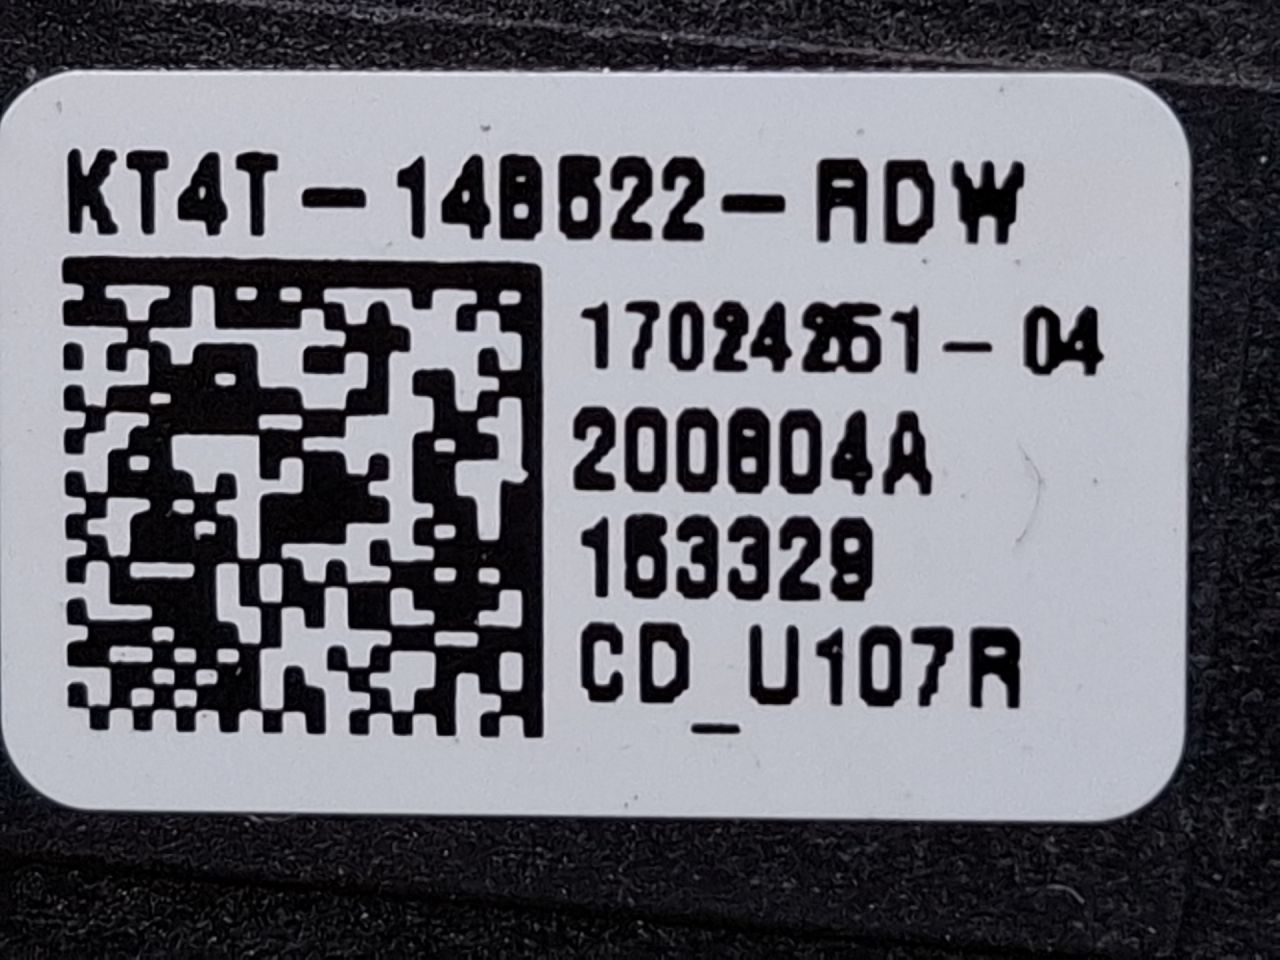 KT4T-14B522-ADW
17024251-04
200804A
153329
CD_U107R